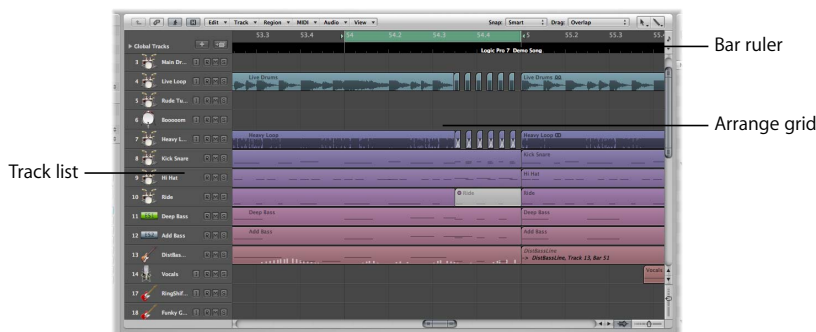 Edit Track Region MIDI Audio View Snap: Smart Drag: Overlap
53.3 53.4 54 54.2 54.3 54.4 55 55.2 55.3 55.4
Global Tracks
Logic Pro 7 Demo Song
Bar ruler
3 Main Dr...
4 Live Loop Live Drums Live Drums
5 Rude Tu...
6 Booooom
Arrange grid
7 Heavy L... Heavy Loop Heavy Loop
8 Kick Snare Kick Snare
Track list
9 Hi Hat Hi Hat
10 Ride Ride Ride
11 Deep Bass Deep Bass Deep Bass
12 Add Bass Add Bass Add Bass
13 DistBas... DistBassLine
DistBassLine, Track 13, Bar 51
14 Vocals Vocals
17 RingShif...
18 Funky G...